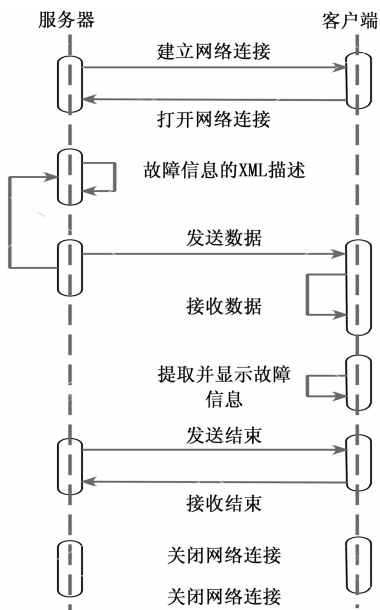 服务器
客户端
建立网络连接
打开网络连接
故障信息的XML描述
发送数据
接收数据
提取并显示故障
信息
发送结束
接收结束
关闭网络连接
关闭网络连接